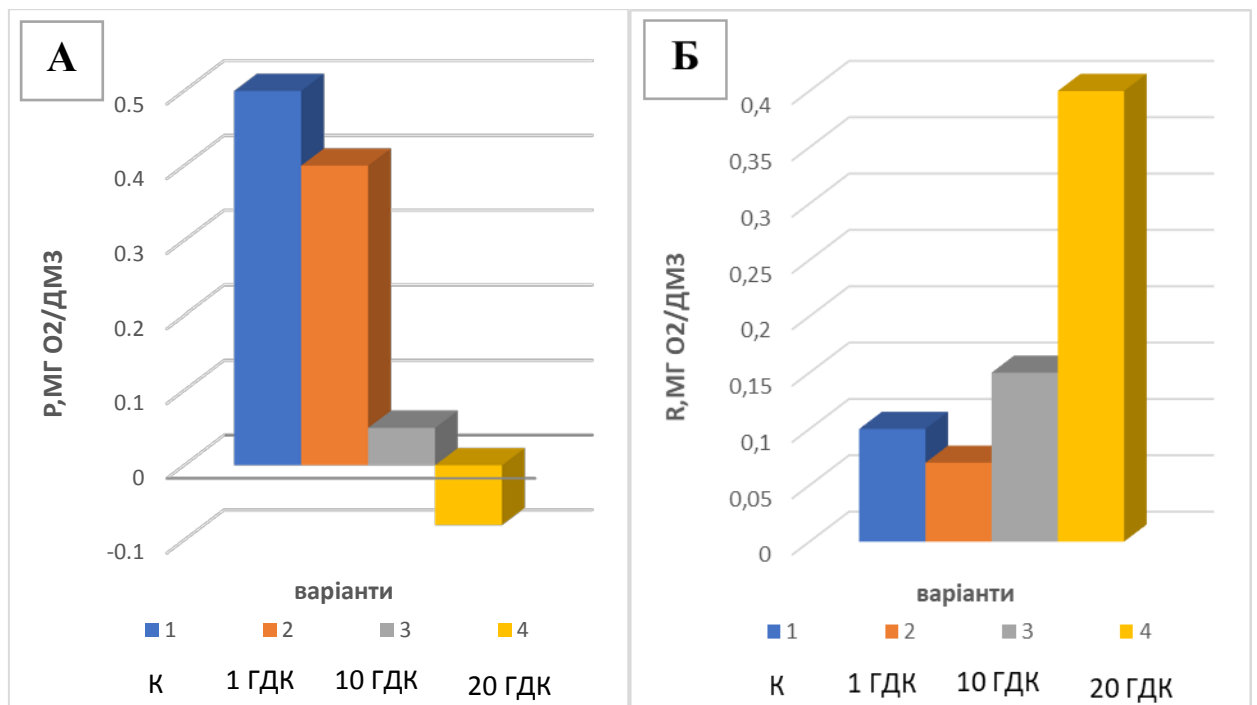 А
0.5
0.4
0.3
0.2
0.1
0
-0.1
Р,МГ О2/ДМ3
варіанти
1 2 3 4
К 1 ГДК 10 ГДК 20 ГДК
Б
0,4
0,35
0,3
0,25
0,2
0,15
0,1
0,05
0
R,МГ О2/ДМ3
варіанти
1 2 3 4
К 1 ГДК 10 ГДК 20 ГДК